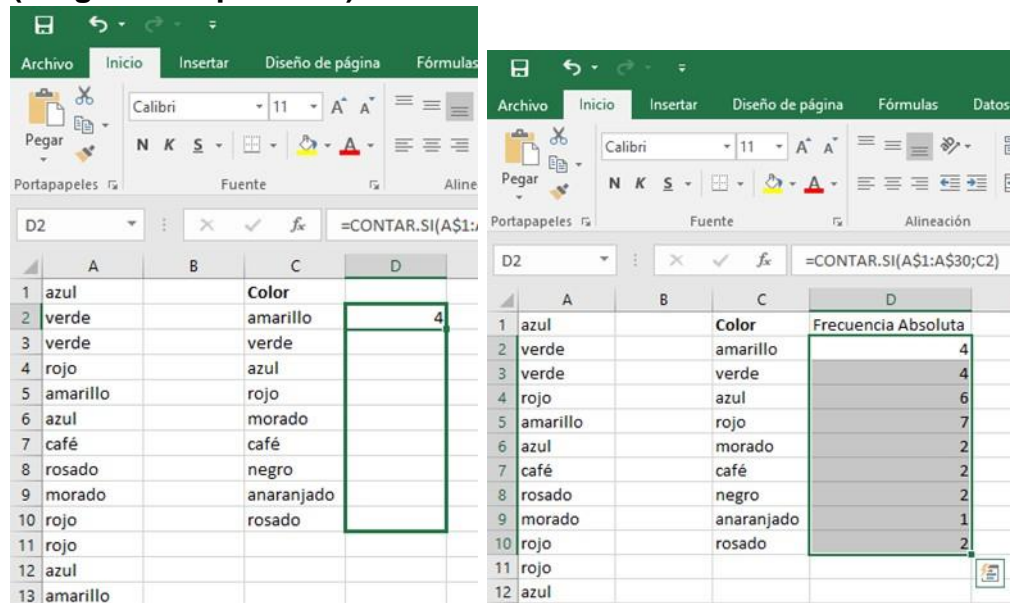 Archivo Inicio Insertar Diseño de página Fórmulas
Pegar
Calibri 11 A A
N K S A
Portapapeles Fuente Aline
D2 fx =CONTAR.SI(A$1:
A B C D
1 azul Color
2 verde amarillo 4
3 verde verde
4 rojo azul
5 amarillo rojo
6 azul morado
7 café café
8 rosado negro
9 morado anaranjado
10 rojo rosado
11 rojo
12 azul
13 amarillo
Archivo Inicio Insertar Diseño de página Fórmulas Datos
Pegar
Calibri 11 A A
N K S A
Portapapeles Fuente Alineación
D2 fx =CONTAR.SI(A$1:A$30;C2)
A B C D
1 azul Color Frecuencia Absoluta
2 verde amarillo 4
3 verde verde 4
4 rojo azul 6
5 amarillo rojo 7
6 azul morado 2
7 café café 2
8 rosado negro 2
9 morado anaranjado 1
10 rojo rosado 2
11 rojo
12 azul